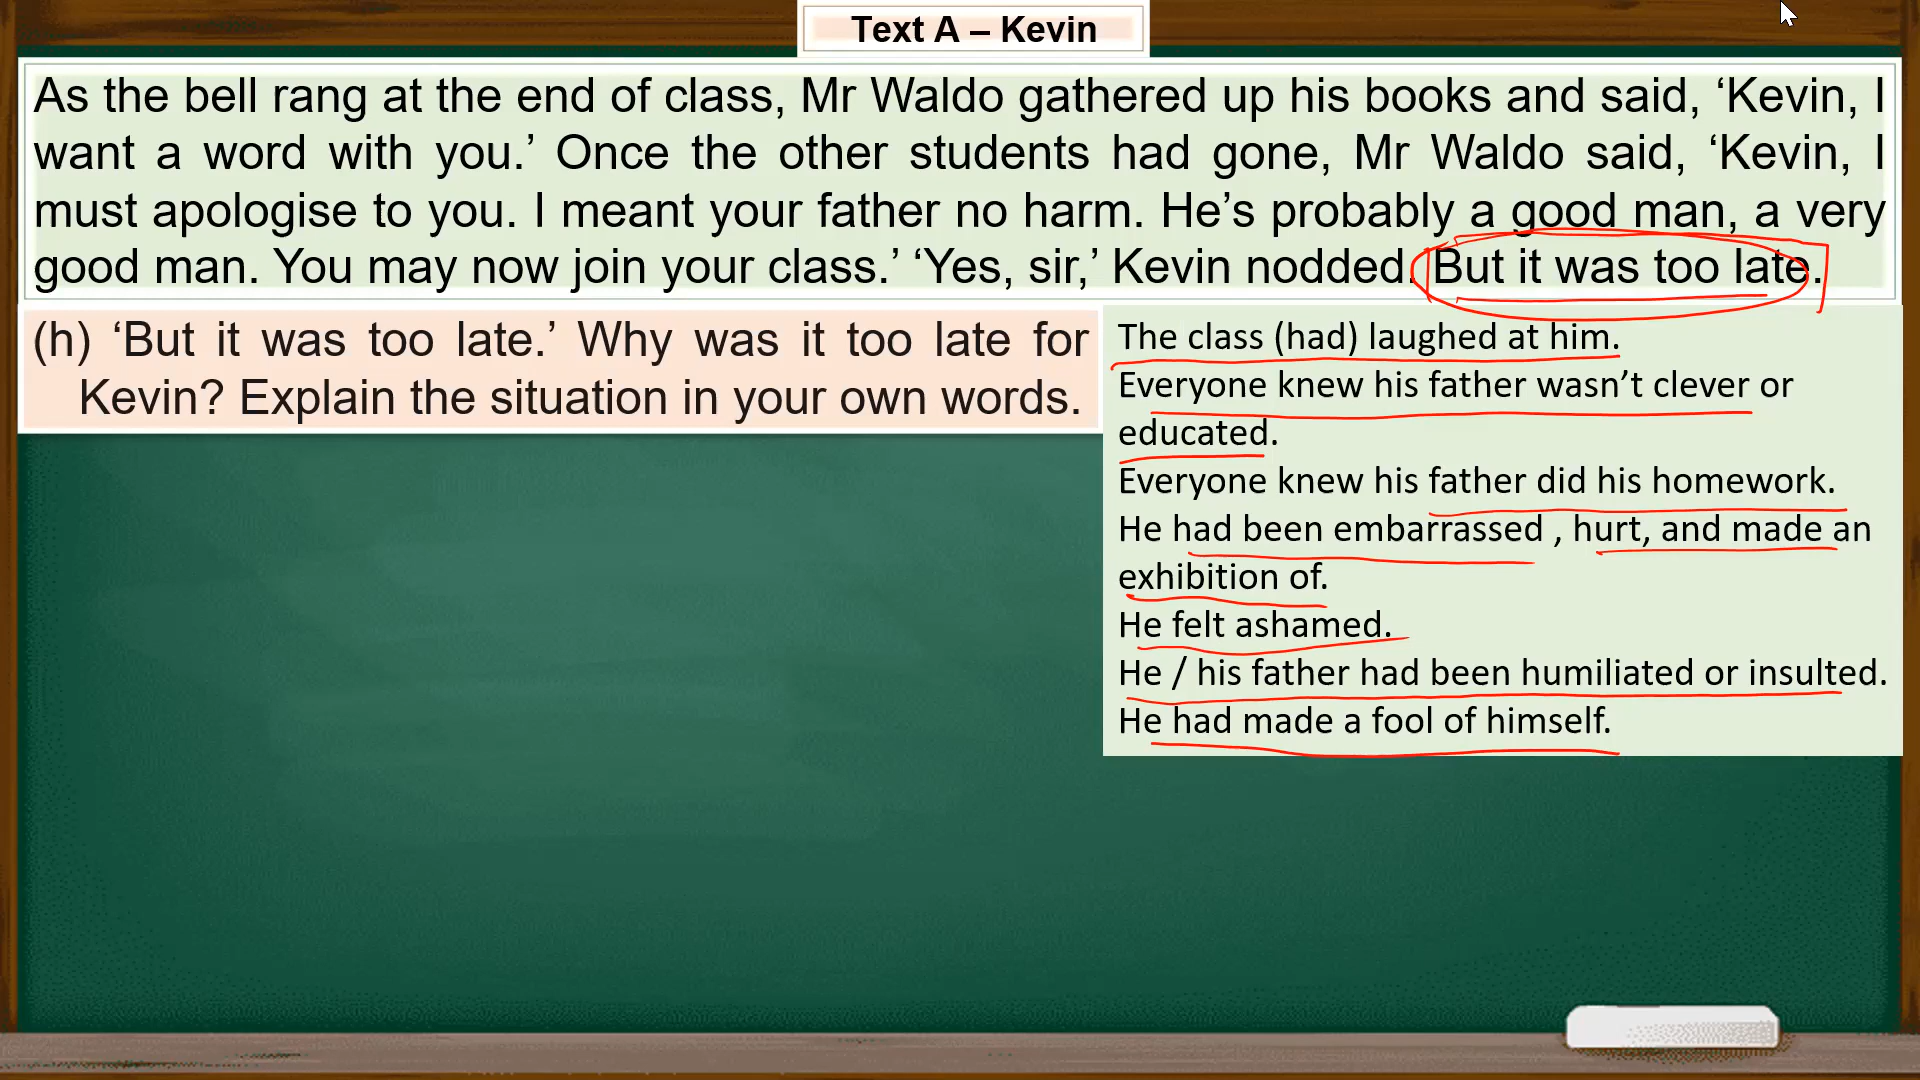 Text A – Kevin
As the bell rang at the end of class, Mr Waldo gathered up his books and said, ‘Kevin, I
want a word with you.’ Once the other students had gone, Mr Waldo said, ‘Kevin, I
must apologise to you. I meant your father no harm. He’s probably a good man, a very
good man. You may now join your class.’ ‘Yes, sir,’ Kevin nodded. But it was too late.
(h) ‘But it was too late.’ Why was it too late for
Kevin? Explain the situation in your own words.
The class (had) laughed at him.
Everyone knew his father wasn’t clever or
educated.
Everyone knew his father did his homework.
He had been embarrassed , hurt, and made an
exhibition of.
He felt ashamed.
He / his father had been humiliated or insulted.
He had made a fool of himself.